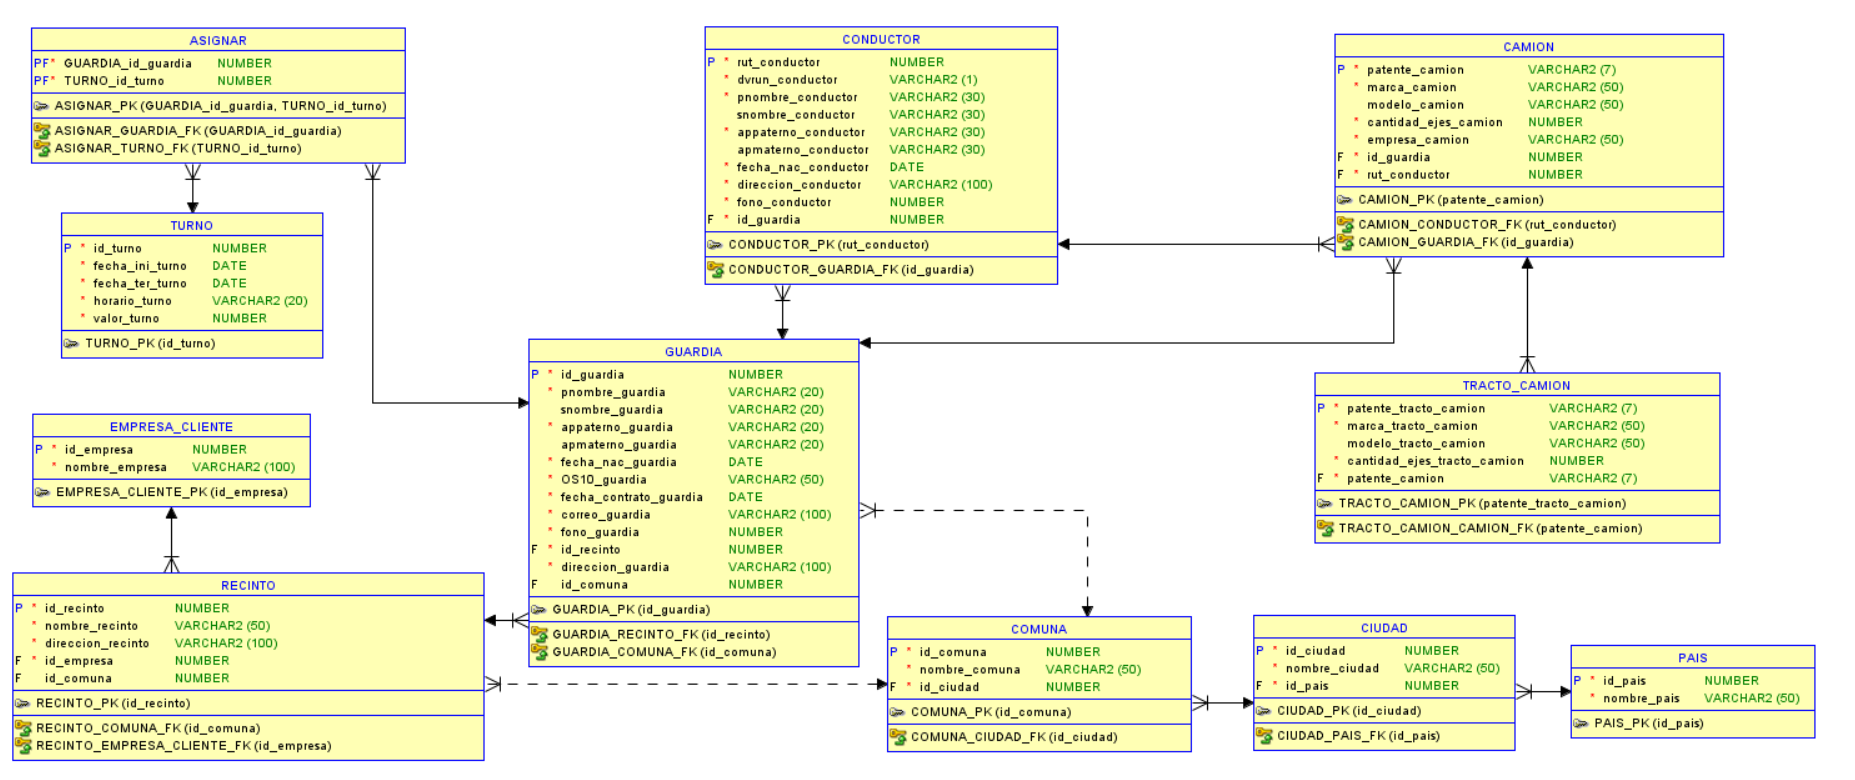 ASIGNAR
PF* GUARDIA_id_guardia NUMBER
PF* TURNO_id_turno NUMBER
ASIGNAR_PK (GUARDIA_id_guardia, TURNO_id_turno)
ASIGNAR_GUARDIA_FK (GUARDIA_id_guardia)
ASIGNAR_TURNO_FK (TURNO_id_turno)
TURNO
P * id_turno NUMBER
* fecha_ini_turno DATE
* fecha_ter_turno DATE
* horario_turno VARCHAR2 (20)
* valor_turno NUMBER
TURNO_PK (id_turno)
EMPRESA_CLIENTE
P * id_empresa NUMBER
* nombre_empresa VARCHAR2 (100)
EMPRESA_CLIENTE_PK (id_empresa)
RECINTO
P * id_recinto NUMBER
* nombre_recinto VARCHAR2 (50)
* direccion_recinto VARCHAR2 (100)
F * id_empresa NUMBER
F id_comuna NUMBER
RECINTO_PK (id_recinto)
RECINTO_COMUNA_FK (id_comuna)
RECINTO_EMPRESA_CLIENTE_FK (id_empresa)
CONDUCTOR
P * rut_conductor NUMBER
* dvrun_conductor VARCHAR2 (1)
* pnombre_conductor VARCHAR2 (30)
snombre_conductor VARCHAR2 (30)
* appaterno_conductor VARCHAR2 (30)
apmaterno_conductor VARCHAR2 (30)
* fecha_nac_conductor DATE
* direccion_conductor VARCHAR2 (100)
* fono_conductor NUMBER
F * id_guardia NUMBER
CONDUCTOR_PK (rut_conductor)
CONDUCTOR_GUARDIA_FK (id_guardia)
GUARDIA
P * id_guardia NUMBER
* pnombre_guardia VARCHAR2 (20)
snombre_guardia VARCHAR2 (20)
* appaterno_guardia VARCHAR2 (20)
apmaterno_guardia VARCHAR2 (20)
* fecha_nac_guardia DATE
* OS10_guardia VARCHAR2 (50)
* fecha_contrato_guardia DATE
* correo_guardia VARCHAR2 (100)
* fono_guardia NUMBER
F * id_recinto NUMBER
* direccion_guardia VARCHAR2 (100)
F id_comuna NUMBER
GUARDIA_PK (id_guardia)
GUARDIA_RECINTO_FK (id_recinto)
GUARDIA_COMUNA_FK (id_comuna)
CAMION
P * patente_camion VARCHAR2 (7)
* marca_camion VARCHAR2 (50)
modelo_camion VARCHAR2 (50)
* cantidad_ejes_camion NUMBER
* empresa_camion VARCHAR2 (50)
F * id_guardia NUMBER
F * rut_conductor NUMBER
CAMION_PK (patente_camion)
CAMION_CONDUCTOR_FK (rut_conductor)
CAMION_GUARDIA_FK (id_guardia)
TRACTO_CAMION
P * patente_tracto_camion VARCHAR2 (7)
* marca_tracto_camion VARCHAR2 (50)
modelo_tracto_camion VARCHAR2 (50)
* cantidad_ejes_tracto_camion NUMBER
F * patente_camion VARCHAR2 (7)
TRACTO_CAMION_PK (patente_tracto_camion)
TRACTO_CAMION_CAMION_FK (patente_camion)
COMUNA
P * id_comuna NUMBER
* nombre_comuna VARCHAR2 (50)
F * id_ciudad NUMBER
COMUNA_PK (id_comuna)
COMUNA_CIUDAD_FK (id_ciudad)
CIUDAD
P * id_ciudad NUMBER
* nombre_ciudad VARCHAR2 (50)
F * id_pais NUMBER
CIUDAD_PK (id_ciudad)
CIUDAD_PAIS_FK (id_pais)
PAIS
P * id_pais NUMBER
* nombre_pais VARCHAR2 (50)
PAIS_PK (id_pais)